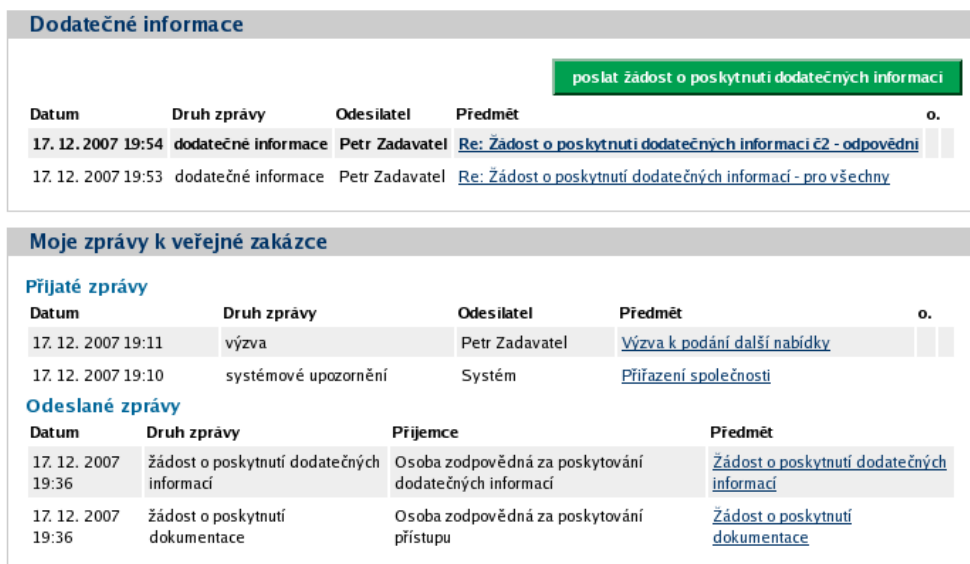 Dodatečné informace
poslat žádost o poskytnutí dodatečných informací
Datum Druh zprávy Odesílatel Předmět o.
17. 12. 2007 19:54 dodatečné informace Petr Zadavatel Re: Žádost o poskytnutí dodatečných informací č2 - odpovědní
17. 12. 2007 19:53 dodatečné informace Petr Zadavatel Re: Žádost o poskytnutí dodatečných informací - pro všechny
Moje zprávy k veřejné zakázce
Přijaté zprávy
Datum Druh zprávy Odesílatel Předmět o.
17. 12. 2007 19:11 výzva Petr Zadavatel Výzva k podání další nabídky
17. 12. 2007 19:10 systémové upozornění Systém Přiřazení společnosti
Odeslané zprávy
Datum Druh zprávy Příjemce Předmět
17. 12. 2007 žádost o poskytnutí dodatečných Osoba zodpovědná za poskytování Žádost o poskytnutí dodatečných
19:36 informací dodatečných informací informací
17. 12. 2007 žádost o poskytnutí Osoba zodpovědná za poskytování Žádost o poskytnutí
19:36 dokumentace přístupu dokumentace